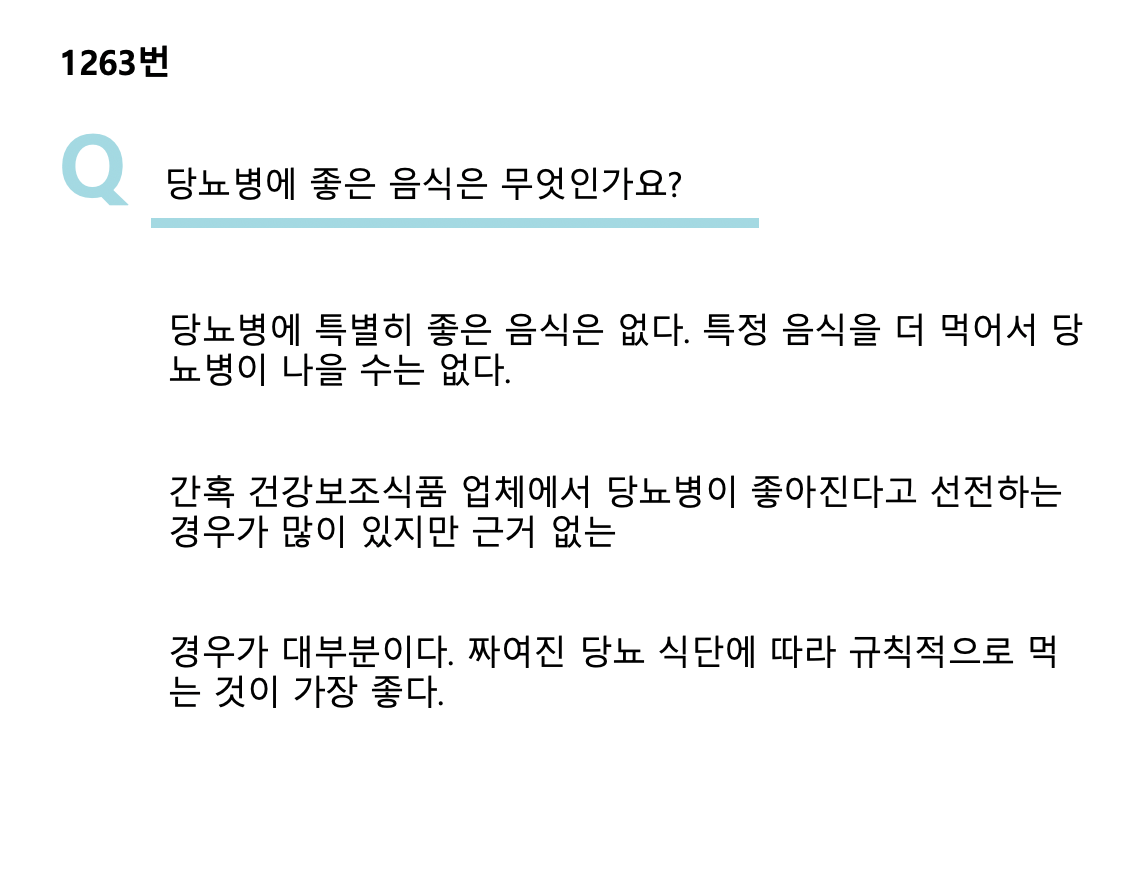 1263번
Q 당뇨병에 좋은 음식은 무엇인가요?
당뇨병에 특별히 좋은 음식은 없다. 특정 음식을 더 먹어서 당
뇨병이 나을 수는 없다.
간혹 건강보조식품 업체에서 당뇨병이 좋아진다고 선전하는
경우가 많이 있지만 근거 없는
경우가 대부분이다. 짜여진 당뇨 식단에 따라 규칙적으로 먹
는 것이 가장 좋다.